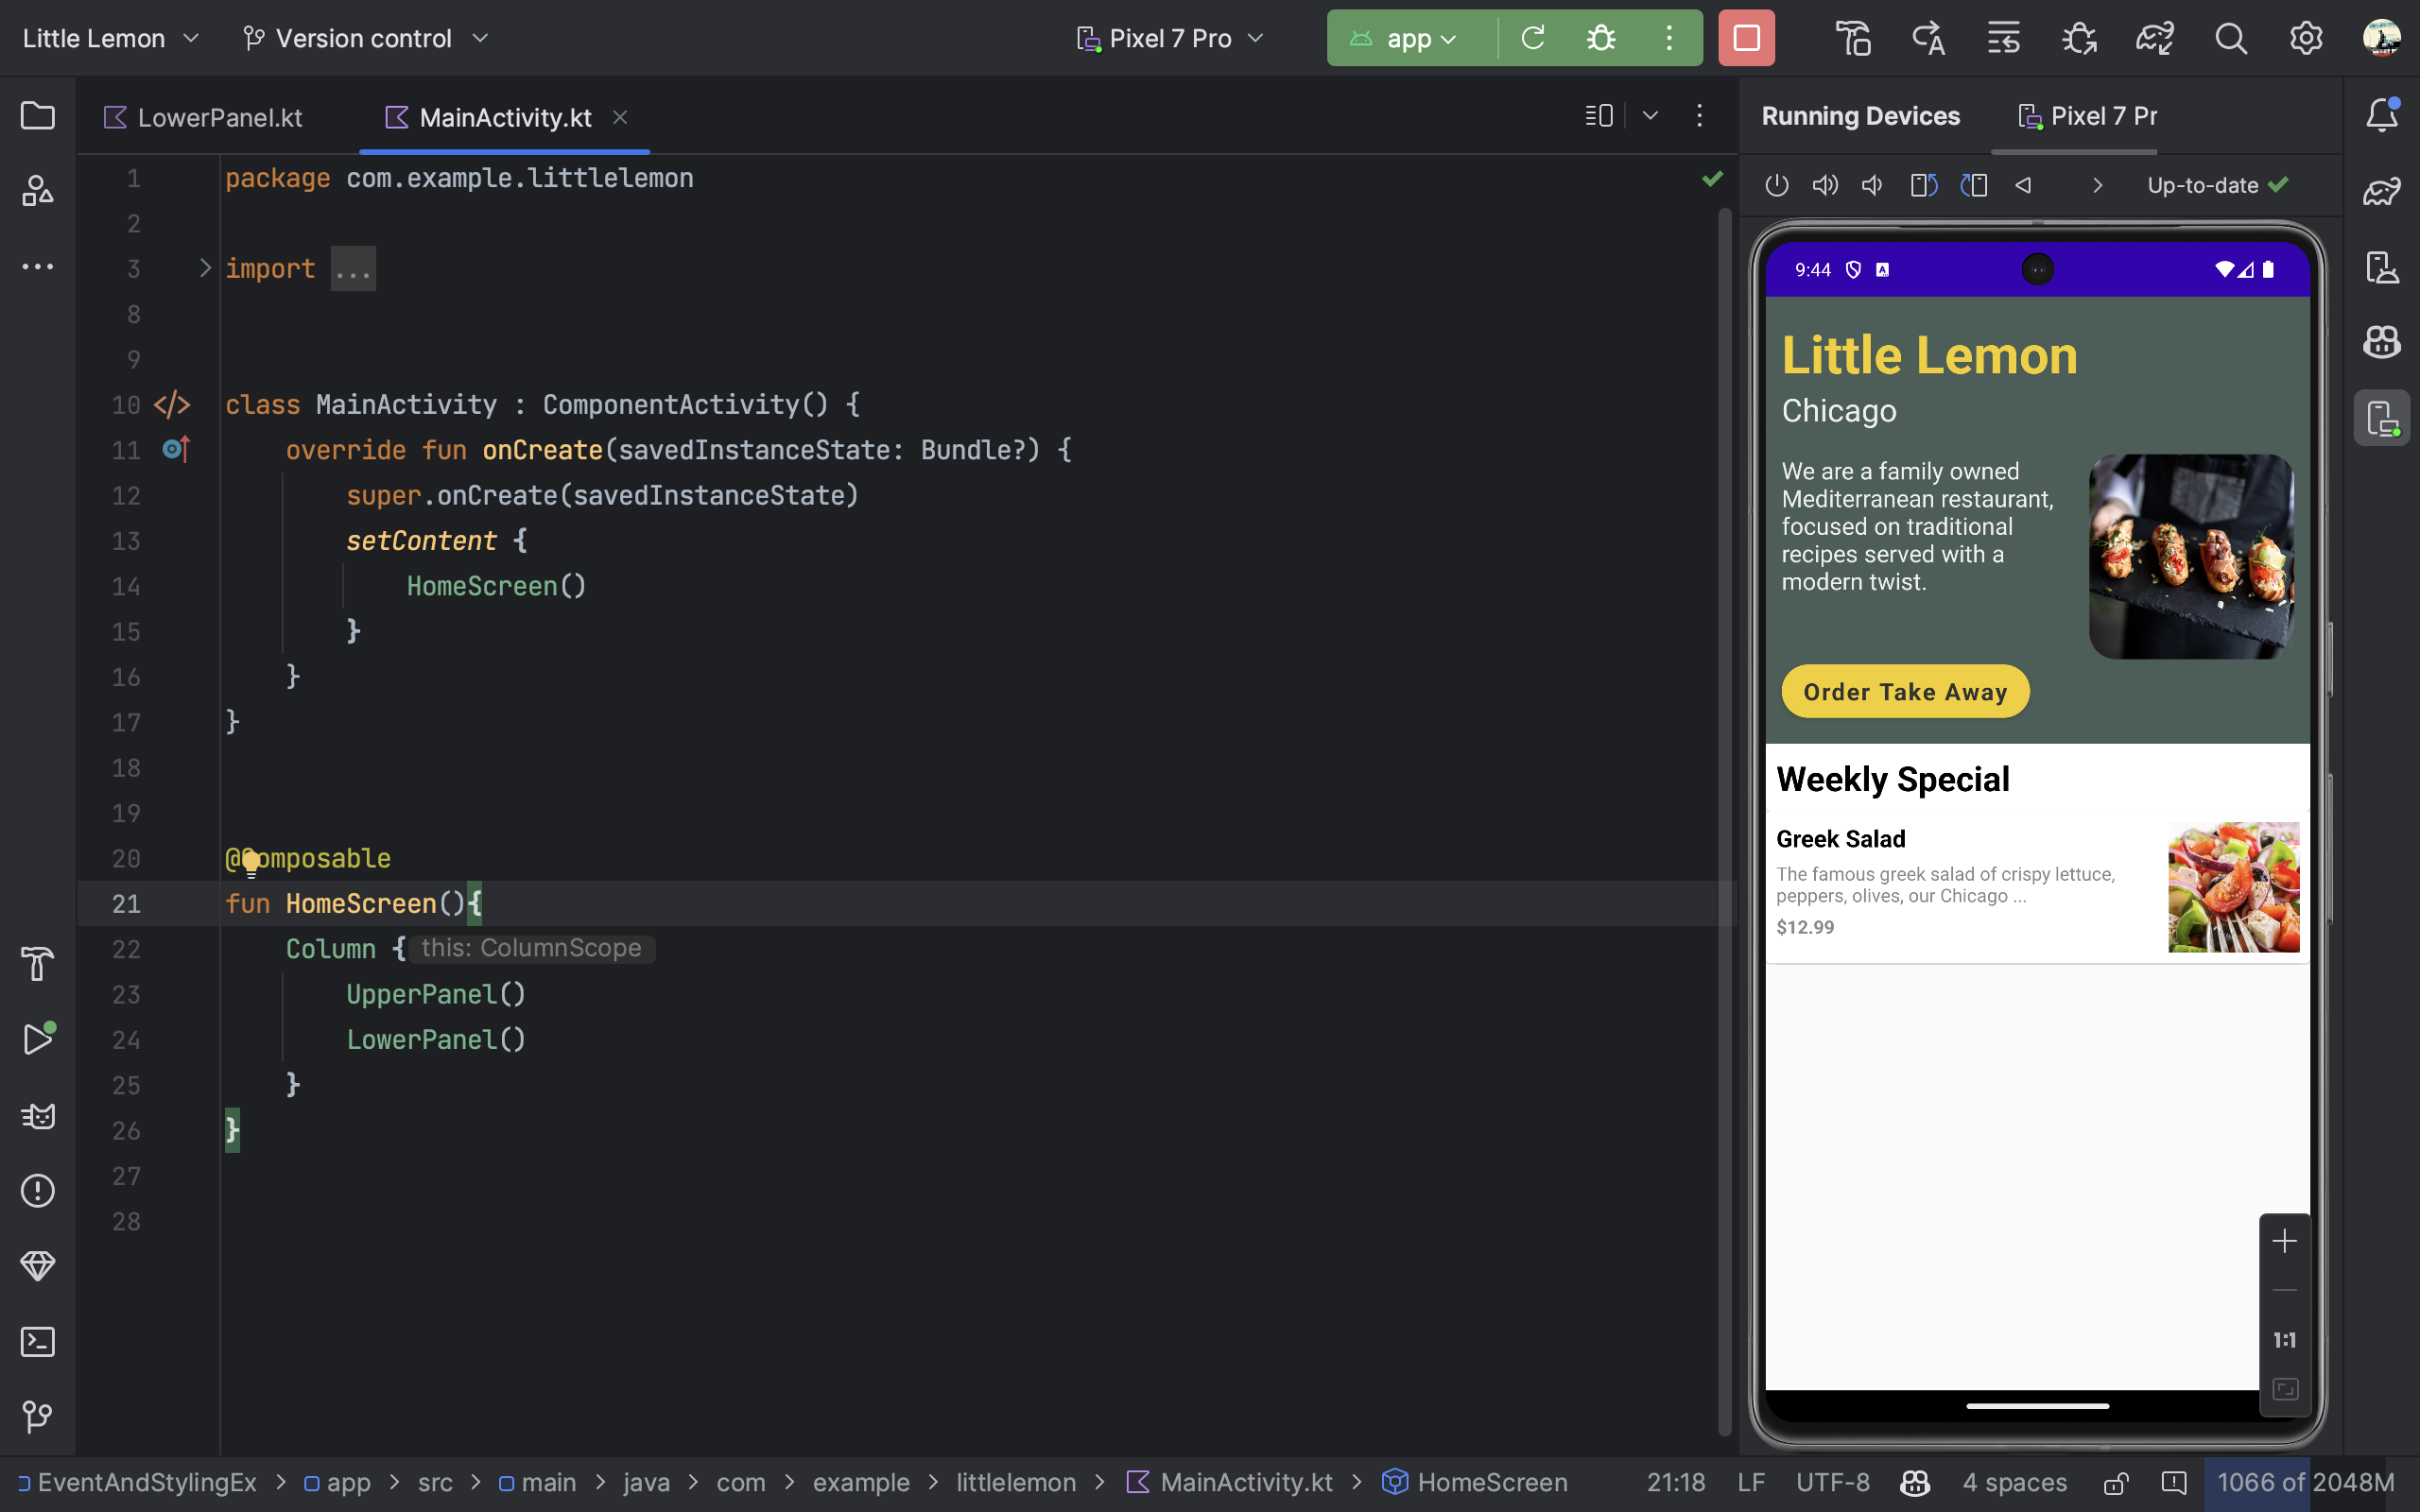 Little Lemon
Version control
Pixel 7 Pro
app
LowerPanel.kt
MainActivity.kt
1 package com.example.littlelemon
2
3 import ...
8
9
10 class MainActivity : ComponentActivity() {
11     override fun onCreate(savedInstanceState: Bundle?) {
12         super.onCreate(savedInstanceState)
13         setContent {
14             HomeScreen()
15         }
16     }
17 }
18
19
20 @Composable
21 fun HomeScreen(){
22     Column { this: ColumnScope
23         UpperPanel()
24         LowerPanel()
25     }
26 }
27
28
Running Devices
Pixel 7 Pr
Up-to-date
9:44
Little Lemon
Chicago
We are a family owned
Mediterranean restaurant,
focused on traditional
recipes served with a
modern twist.
Order Take Away
Weekly Special
Greek Salad
The famous greek salad of crispy lettuce,
peppers, olives, our Chicago ...
$12.99
1:1
EventAndStylingEx > app > src > main > java > com > example > littlelemon > MainActivity.kt > HomeScreen
21:18 LF UTF-8 4 spaces 1066 of 2048M